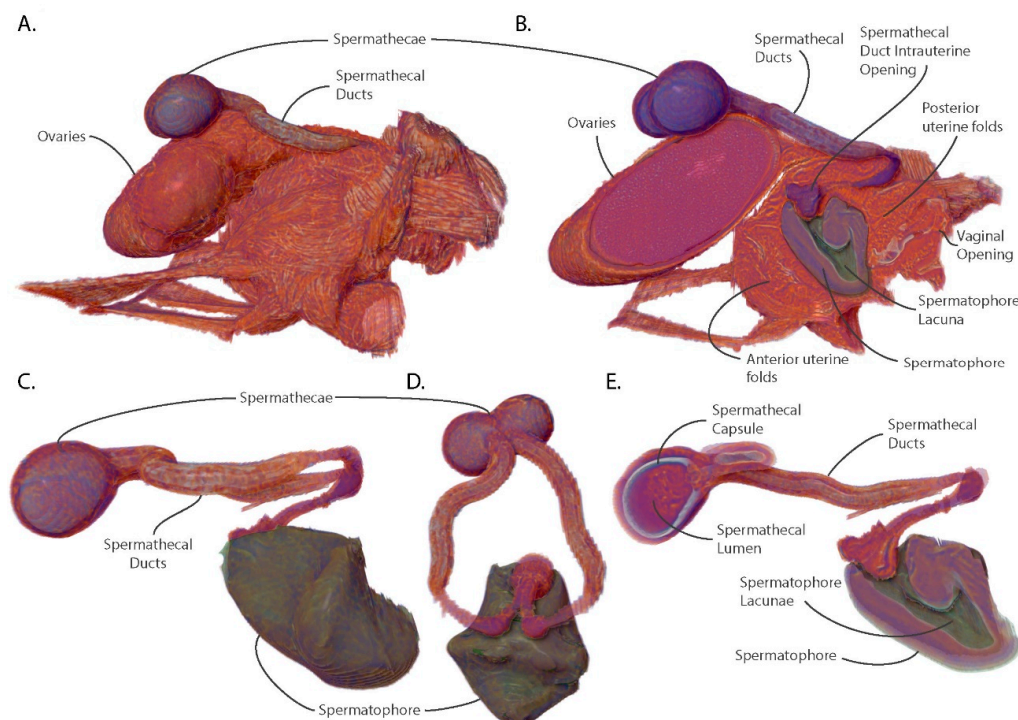 A.
B.
Spermathecae
Spermathecal
Ducts
Ovaries
Spermathecal
Ducts
Spermathecal
Duct Intrauterine
Opening
Ovaries
Posterior
uterine folds
Vaginal
Opening
Spermatophore
Lacuna
Spermatophore
Anterior uterine
folds
C.
D.
E.
Spermathecae
Spermathecal
Ducts
Spermatophore
Spermathecal
Capsule
Spermathecal
Ducts
Spermathecal
Lumen
Spermatophore
Lacunae
Spermatophore